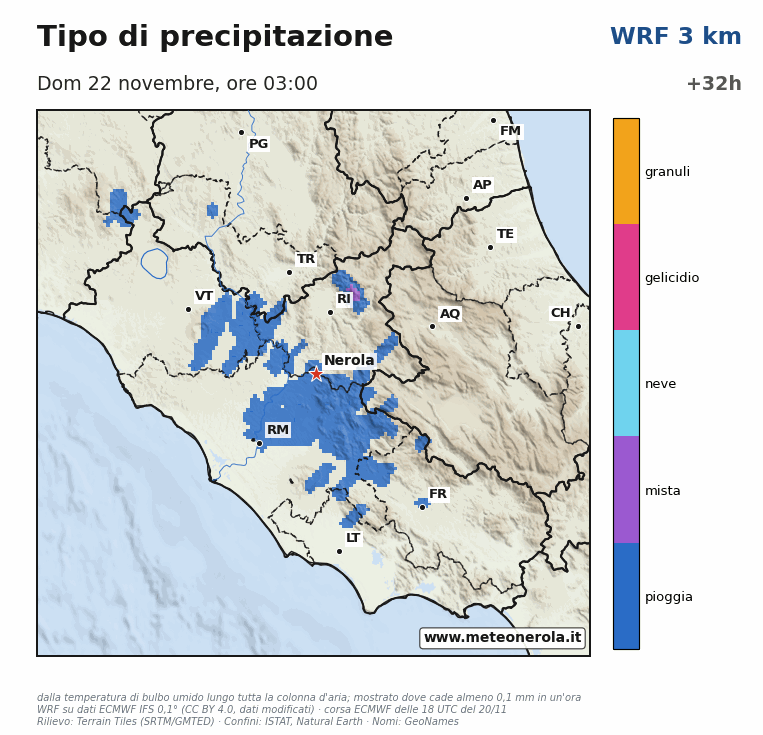 Tipo di precipitazione
WRF 3 km
Dom 22 novembre, ore 03:00
+32h
FM
PG
AP
TE
TR
VT
RI
AQ
CH
Nerola
RM
FR
LT
www.meteonerola.it
granuli
gelicidio
neve
mista
pioggia
dalla temperatura di bulbo umido lungo tutta la colonna d'aria; mostrato dove cade almeno 0,1 mm in un'ora
WRF su dati ECMWF IFS 0,1° (CC BY 4.0, dati modificati) · corsa ECMWF delle 18 UTC del 20/11
Rilievo: Terrain Tiles (SRTM/GMTED) · Confini: ISTAT, Natural Earth · Nomi: GeoNames